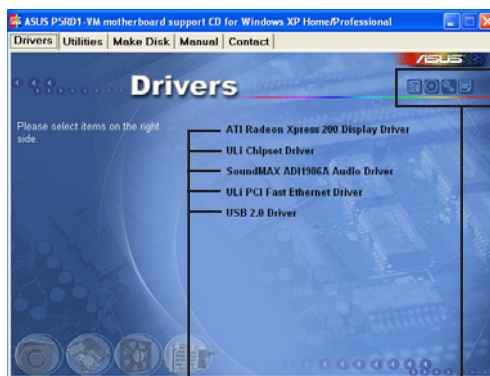 ASUS P5RD1-VM motherboard support CD for Windows XP Home/Professional
Drivers Utilities Make Disk Manual Contact
ASUS
Drivers
Please select items on the right
side.
ATI Radeon Xpress 200 Display Driver
ULi Chipset Driver
SoundMAX ADI1986A Audio Driver
ULi PCI Fast Ethernet Driver
USB 2.0 Driver